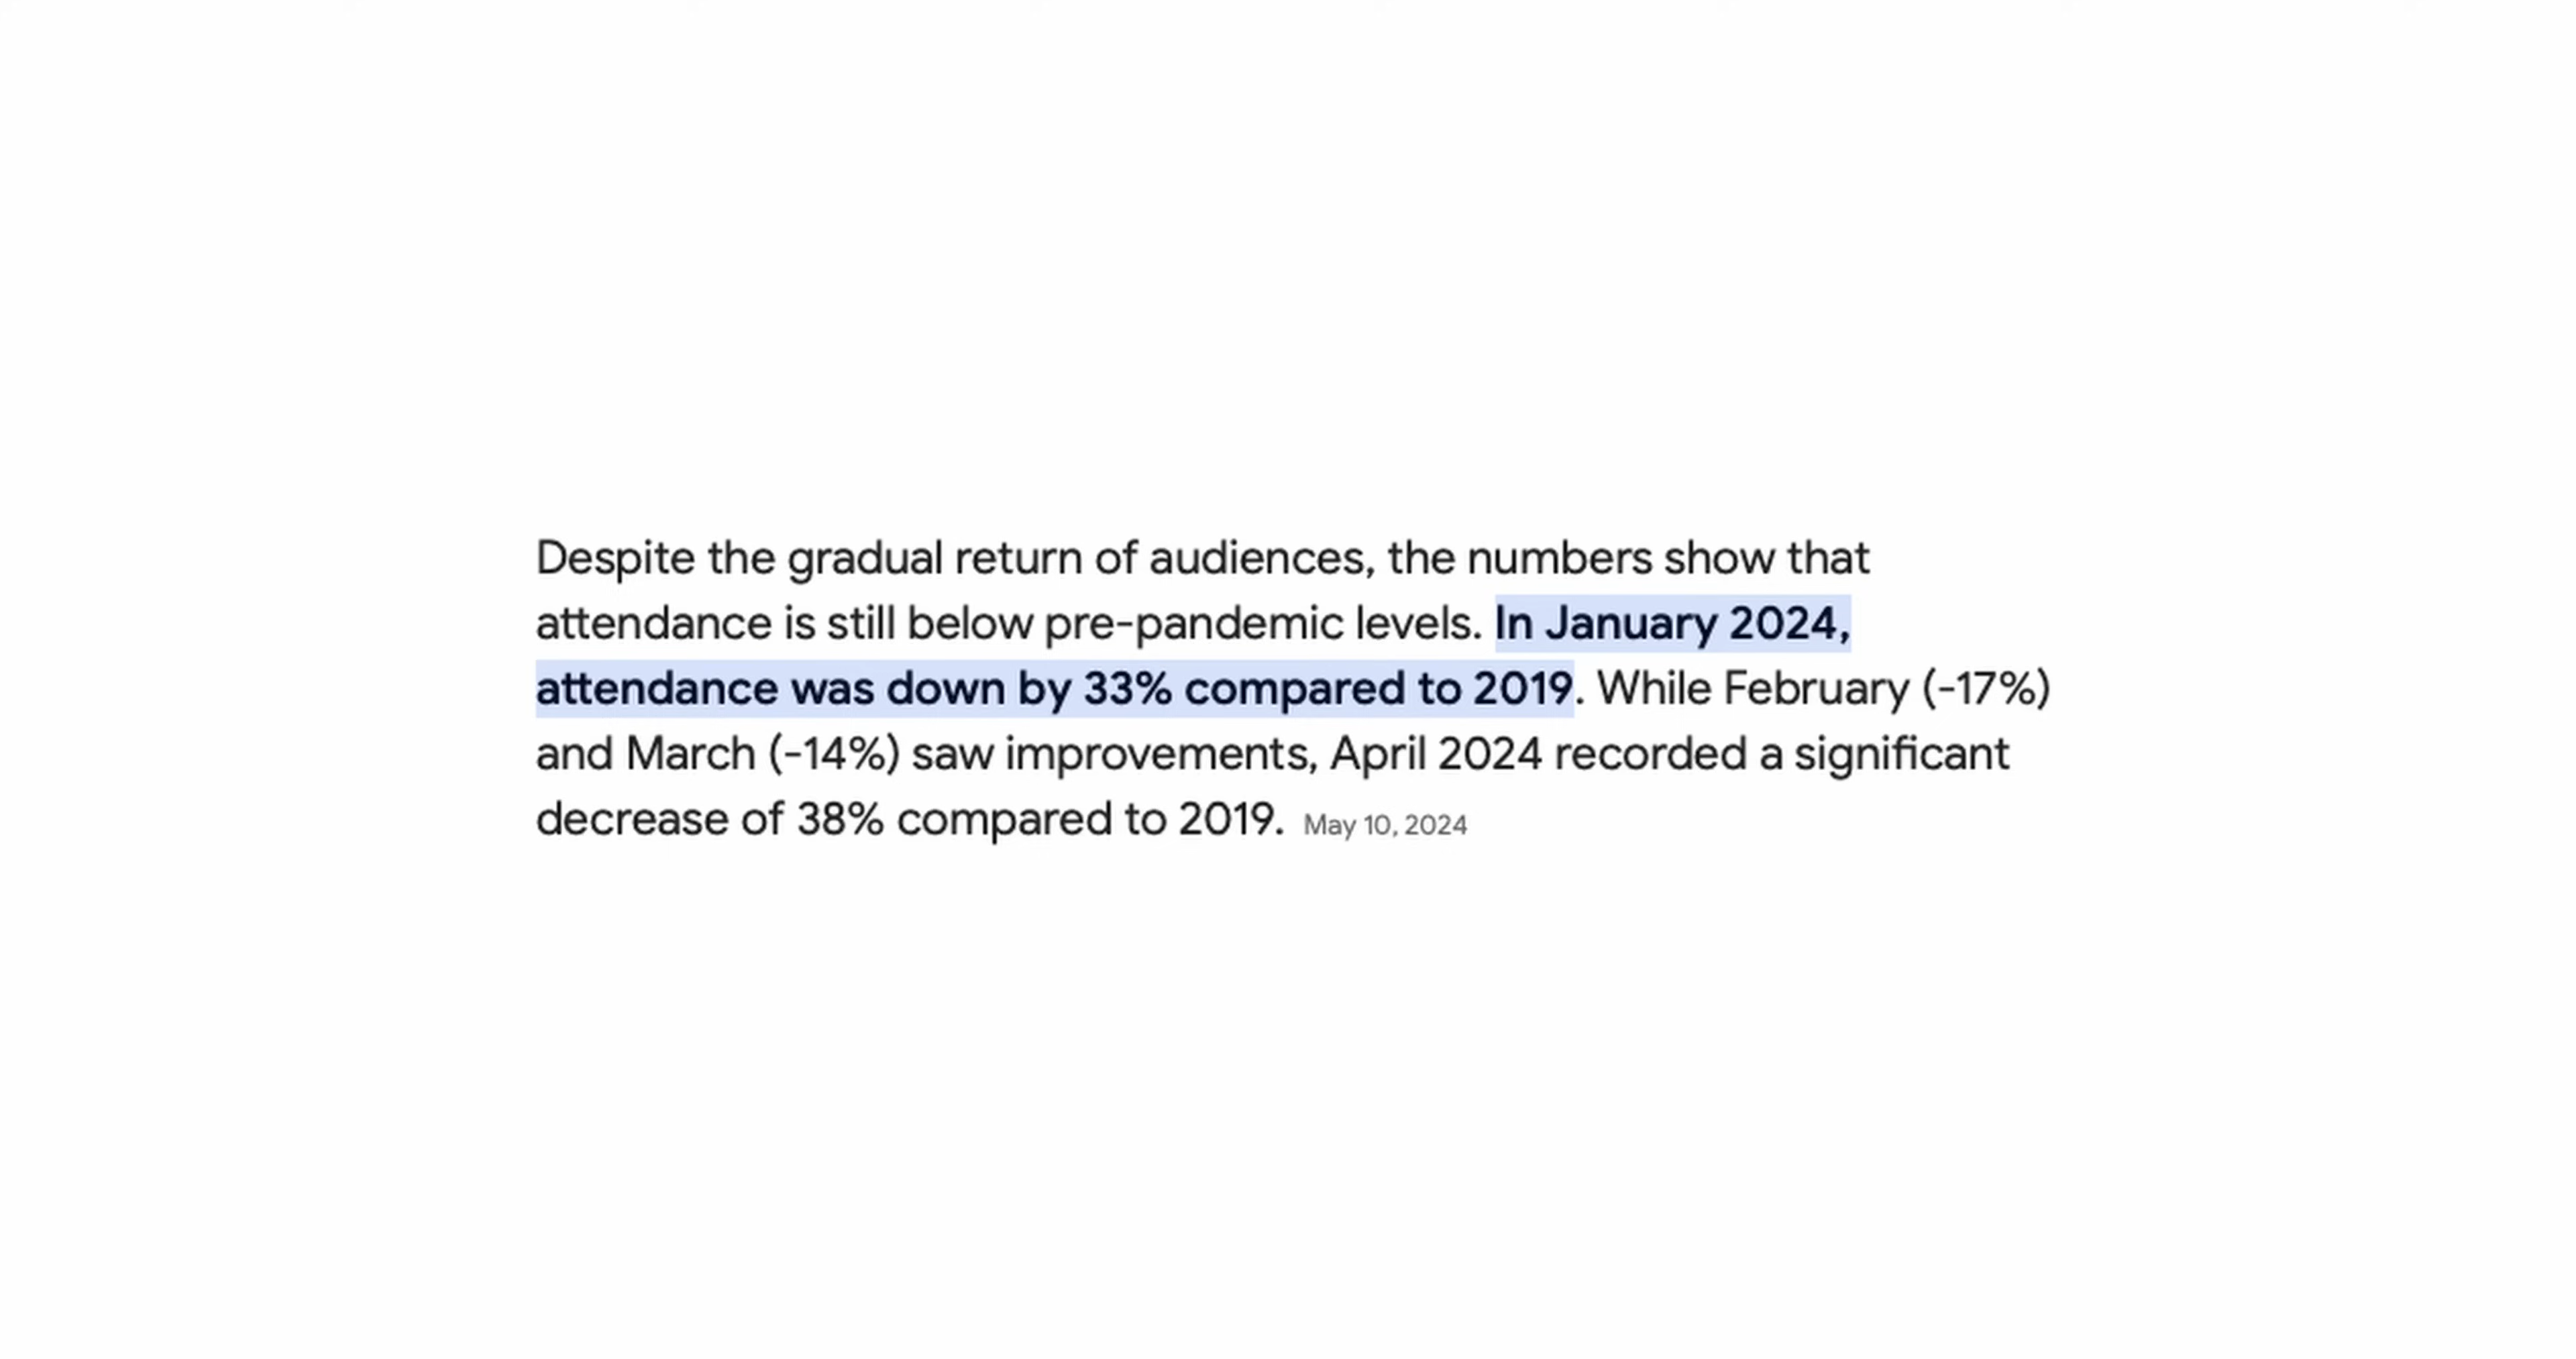 Despite the gradual return of audiences, the numbers show that
attendance is still below pre-pandemic levels. In January 2024,
attendance was down by 33% compared to 2019. While February (-17%)
and March (-14%) saw improvements, April 2024 recorded a significant
decrease of 38% compared to 2019. May 10, 2024